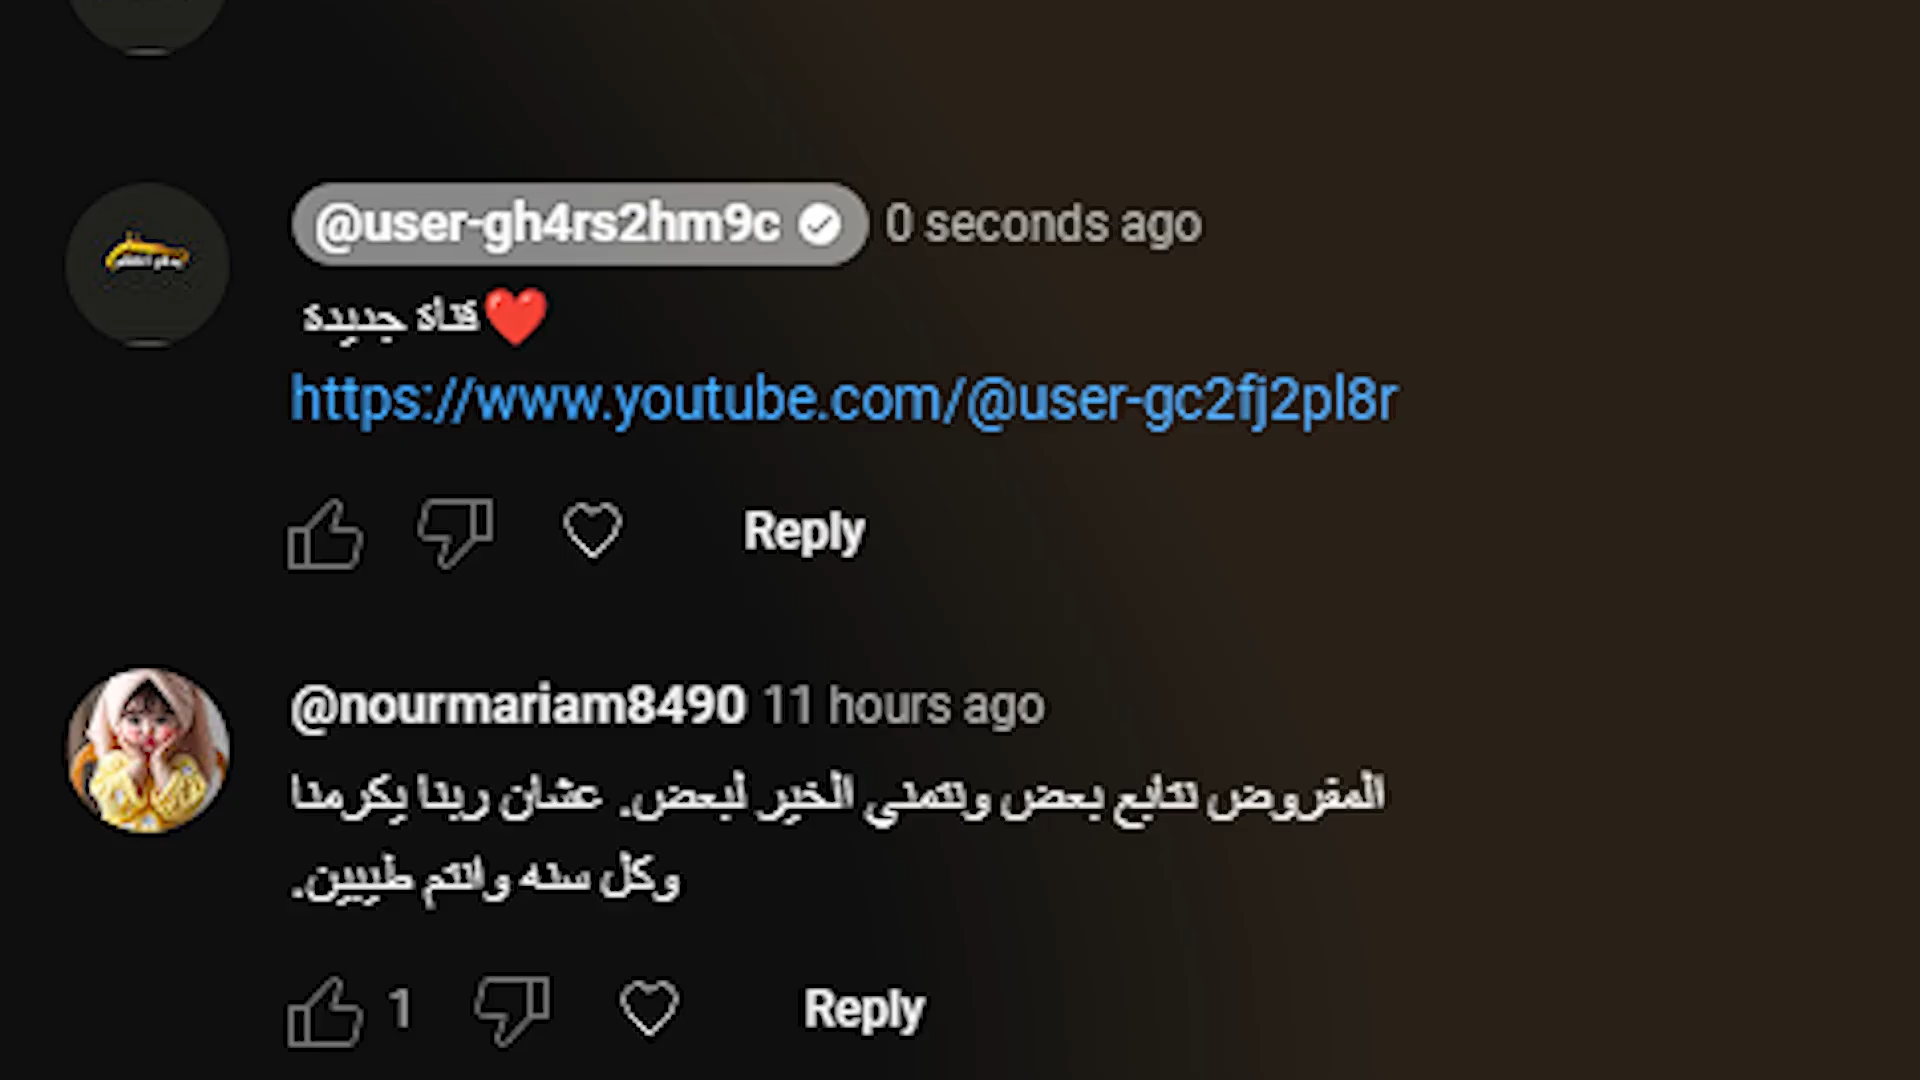 @user-gh4rs2hm9c 0 seconds ago
قناة جديدة❤️
https://www.youtube.com/@user-gc2fj2pl8r
Reply
@nourmariam8490 11 hours ago
المفروض نتابع بعض ونتمني الخير لبعض. عشان ربنا يكرمنا
وكل سنه وانتم طيبين.
1 Reply